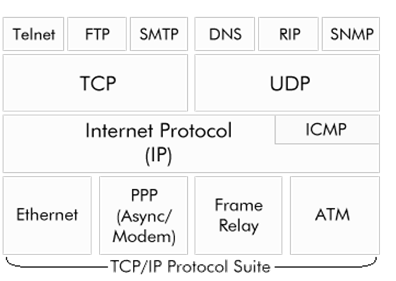 Telnet FTP SMTP DNS RIP SNMP
TCP UDP
Internet Protocol
(IP)
ICMP
Ethernet
PPP
(Async/
Modem)
Frame
Relay
ATM
TCP/IP Protocol Suite